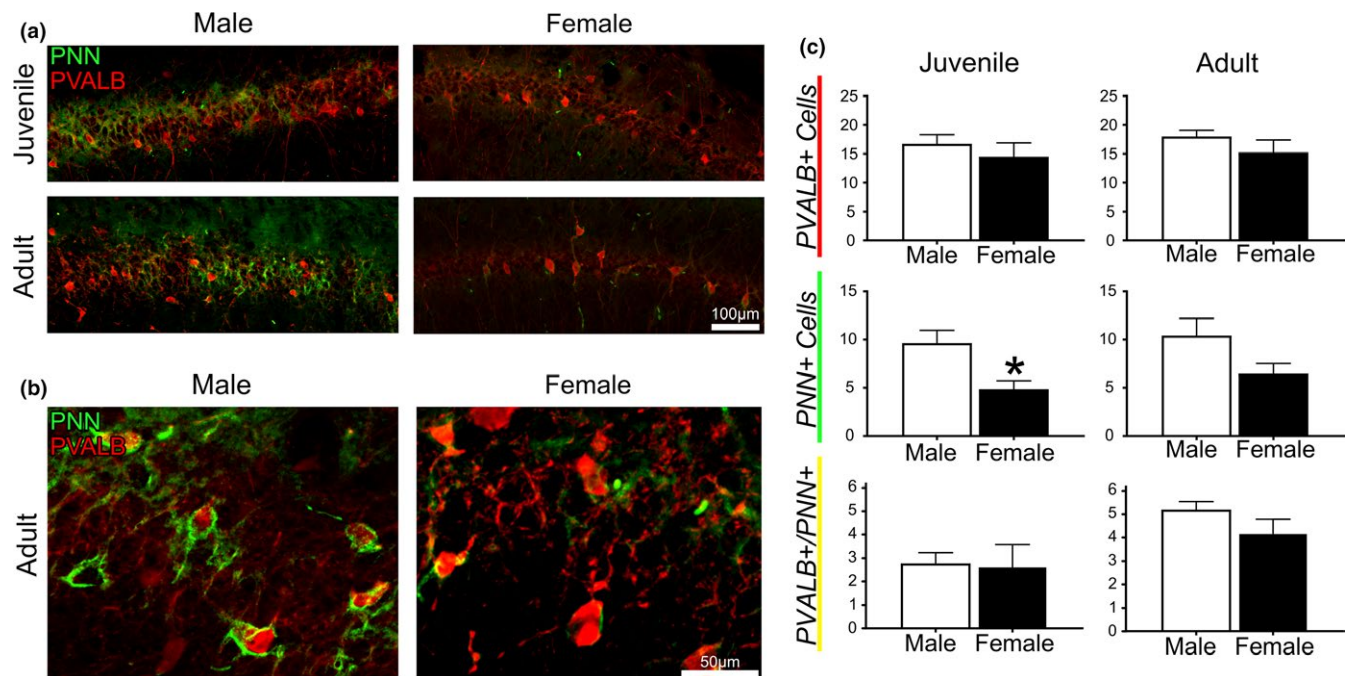 (a)
Male
Female
PNN
PVALB
Juvenile
Adult
100µm
(b)
Male
Female
PNN
PVALB
Adult
50µm
(c)
Juvenile
Adult
PVALB+ Cells
25
20
15
10
5
0
Male Female
25
20
15
10
5
0
Male Female
PNN+ Cells
15
10
5
0
*
Male Female
15
10
5
0
Male Female
PVALB+/PNN+
6
5
4
3
2
1
0
Male Female
6
5
4
3
2
1
0
Male Female